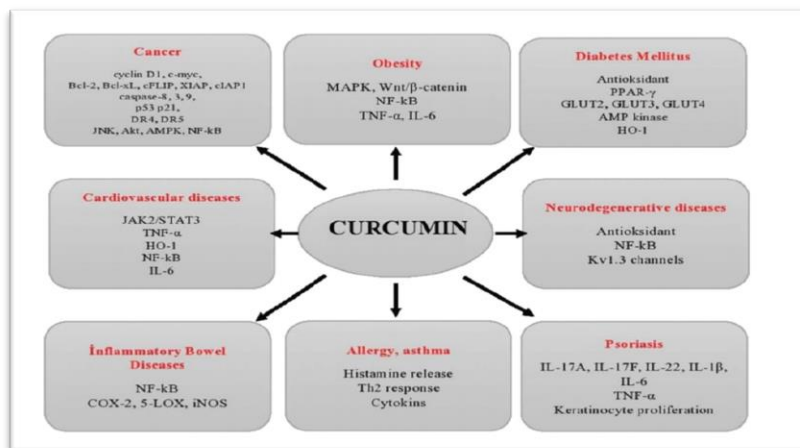 Cancer
cyclin D1, c-myc,
Bcl-2, Bcl-xL, cFLIP, XIAP, cIAP1
caspase-8, 3, 9,
p53 p21,
DR4, DR5
JNK, Akt, AMPK, NF-kB
Obesity
MAPK, Wnt/β-catenin
NF-kB
TNF-α, IL-6
Diabetes Mellitus
Antioksidant
PPAR-γ
GLUT2, GLUT3, GLUT4
AMP kinase
HO-1
Cardiovascular diseases
JAK2/STAT3
TNF-α
HO-1
NF-kB
IL-6
CURCUMIN
Neurodegenerative diseases
Antioksidant
NF-kB
Kv1.3 channels
İnflammatory Bowel
Diseases
NF-kB
COX-2, 5-LOX, iNOS
Allergy, asthma
Histamine release
Th2 response
Cytokins
Psoriasis
IL-17A, IL-17F, IL-22, IL-1β,
IL-6
TNF-α
Keratinocyte proliferation